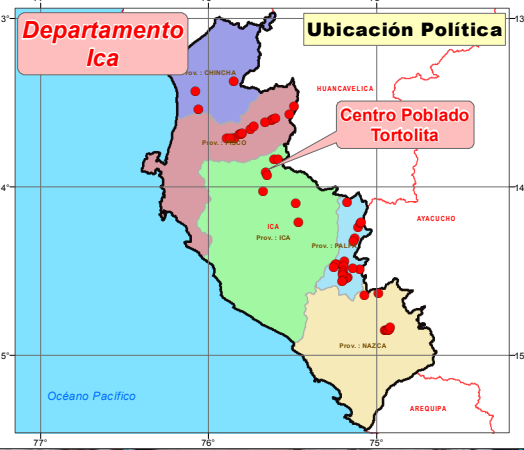 Departamento
Ica
Ubicación Política
3°
13
Prov. : CHINCHA
HUANCAVELICA
Centro Poblado
Tortolita
Prov. : PISCO
4°
14
AYACUCHO
ICA
Prov. : ICA
Prov. : PALPA
Prov. : NAZCA
5°
15
Océano Pacífico
AREQUIPA
77°
76°
75°